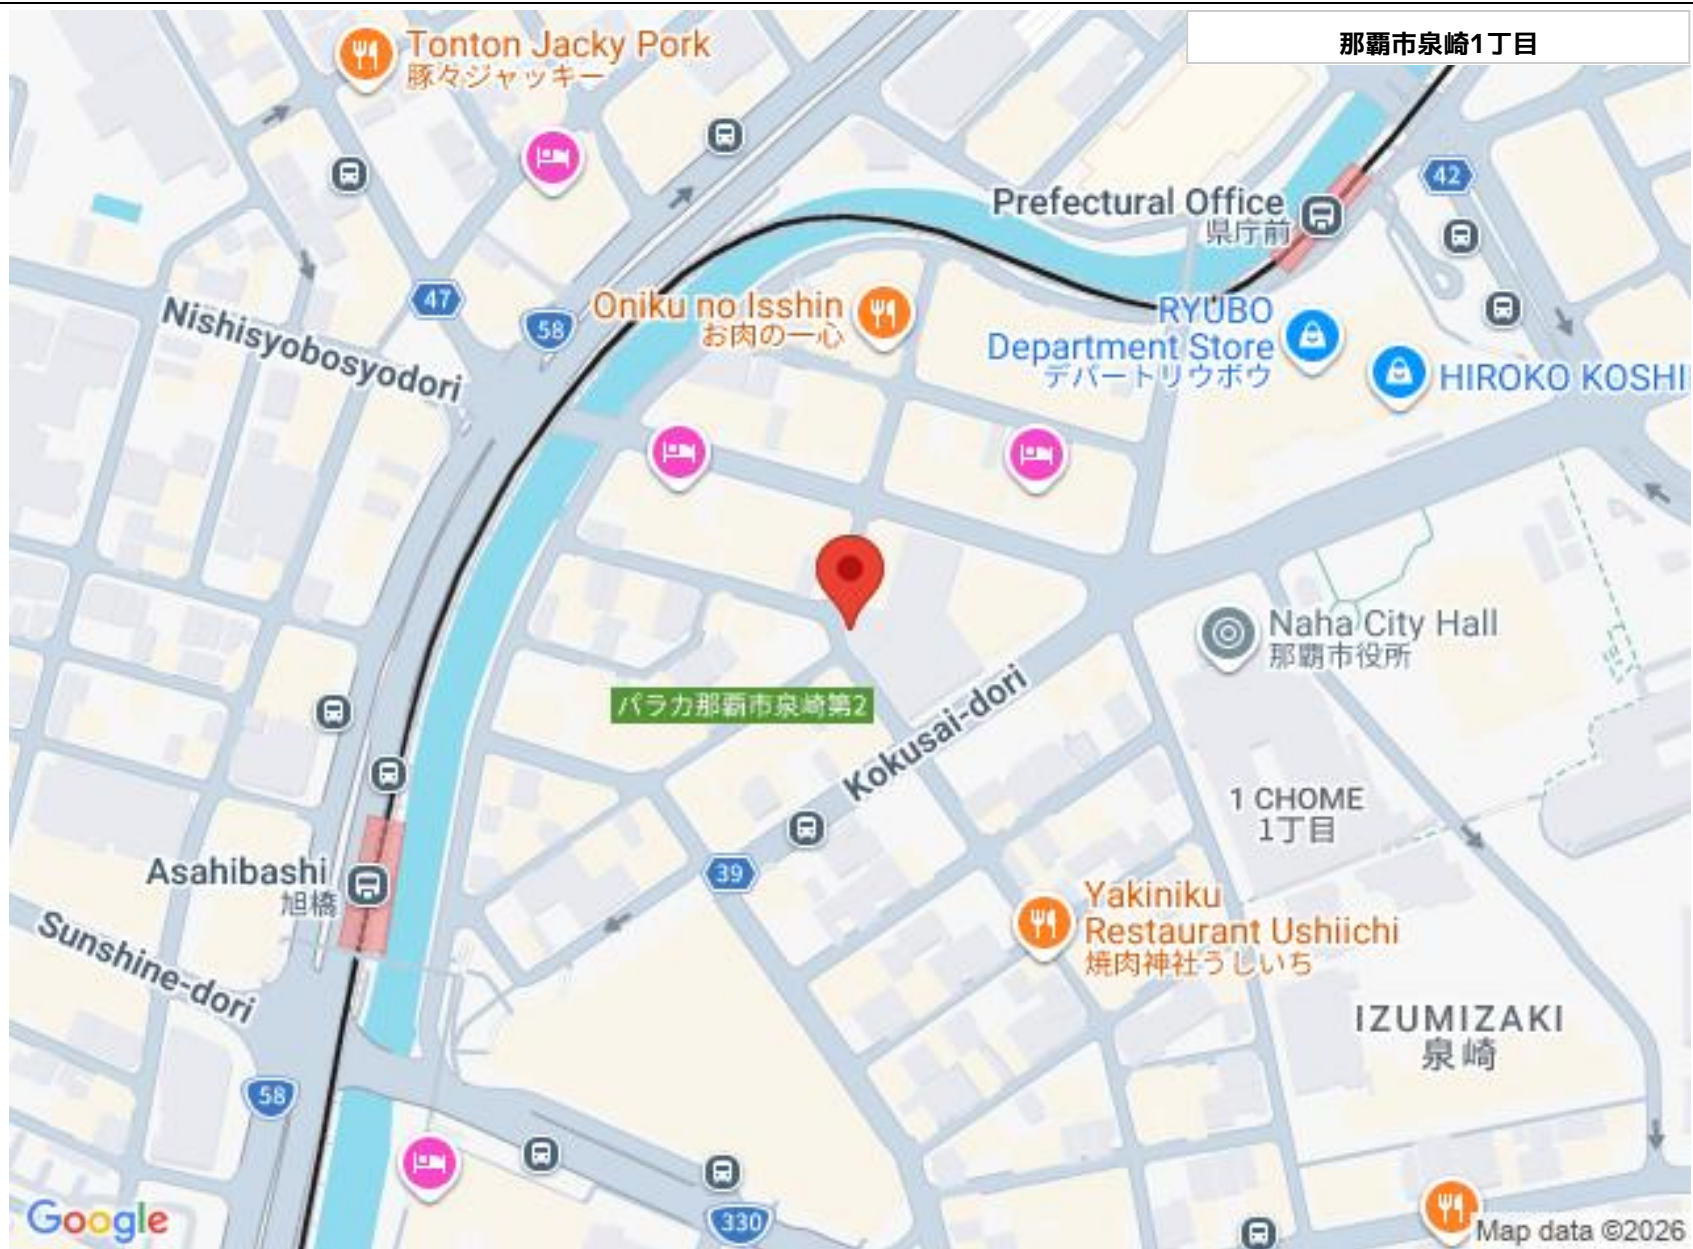 那覇市泉崎1丁目
Tonton Jacky Pork
豚々ジャッキー
42
Prefectural Office
県庁前
47
58
Nishisyobosyodori
Oniku no Isshin
お肉の一心
RYUBO
Department Store
デパートリウボウ
HIROKO KOSHI
Naha City Hall
那覇市役所
パラカ那覇市泉崎第2
Kokusai-dori
1 CHOME
1丁目
39
Asahibashi
旭橋
Yakiniku
Restaurant Ushiichi
焼肉神社うしいち
Sunshine-dori
IZUMIZAKI
泉崎
58
330
Google
Map data ©2026